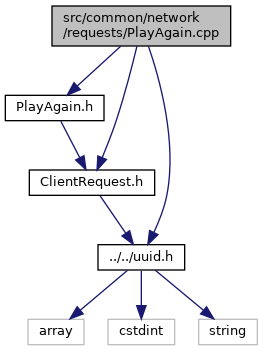 src/common/network
/requests/PlayAgain.cpp
PlayAgain.h
ClientRequest.h
../../uuid.h
array
cstdint
string